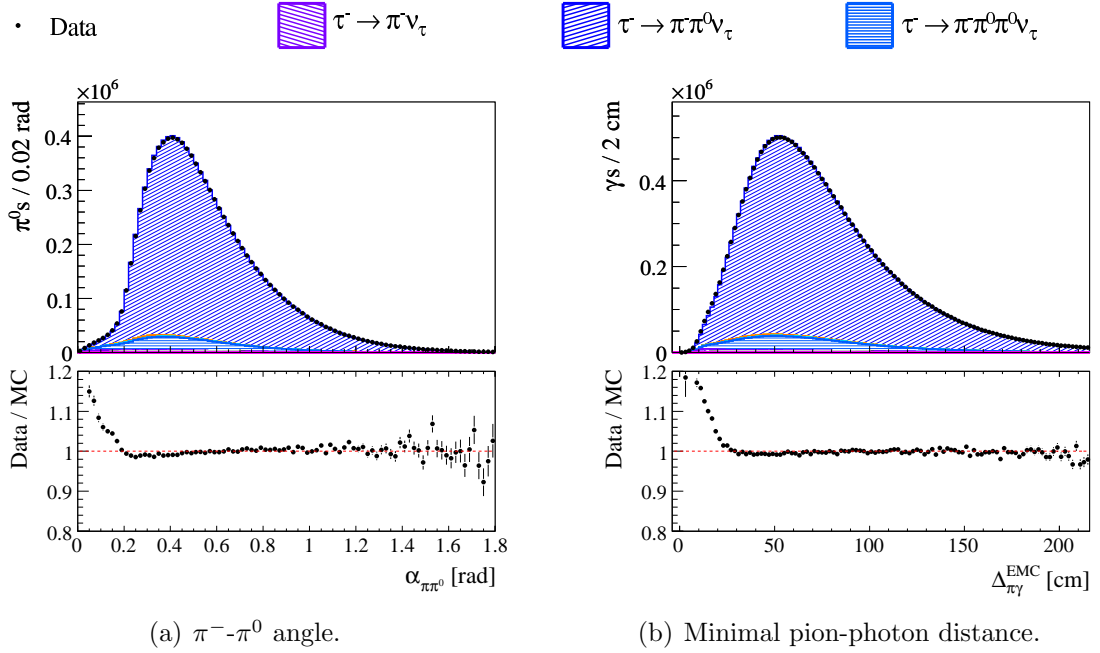 • Data τ⁻→ π⁻ν_τ τ⁻→ π⁻π⁰ν_τ τ⁻→ π⁻π⁰π⁰ν_τ
×10⁶
π⁰s / 0.02 rad
0.4
0.3
0.2
0.1
0
Data / MC
1.2
1.1
1
0.9
0.8
0 0.2 0.4 0.6 0.8 1 1.2 1.4 1.6 1.8
α_ππ⁰ [rad]
(a) π⁻-π⁰ angle.
×10⁶
γs / 2 cm
0.4
0.2
0
Data / MC
1.2
1.1
1
0.9
0.8
0 50 100 150 200
Δ_πγ^EMC [cm]
(b) Minimal pion-photon distance.